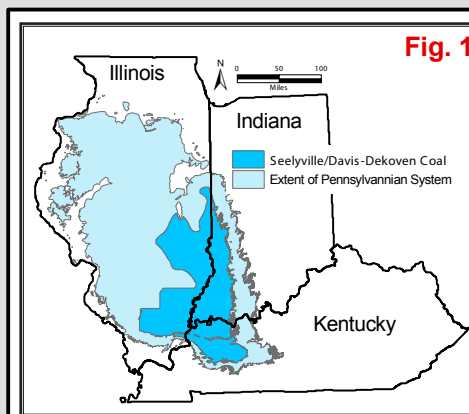 Fig. 1
Illinois
N
0 50 100
Miles
Indiana
Seelyville/Davis-Dekoven Coal
Extent of Pennsylvannian System
Kentucky